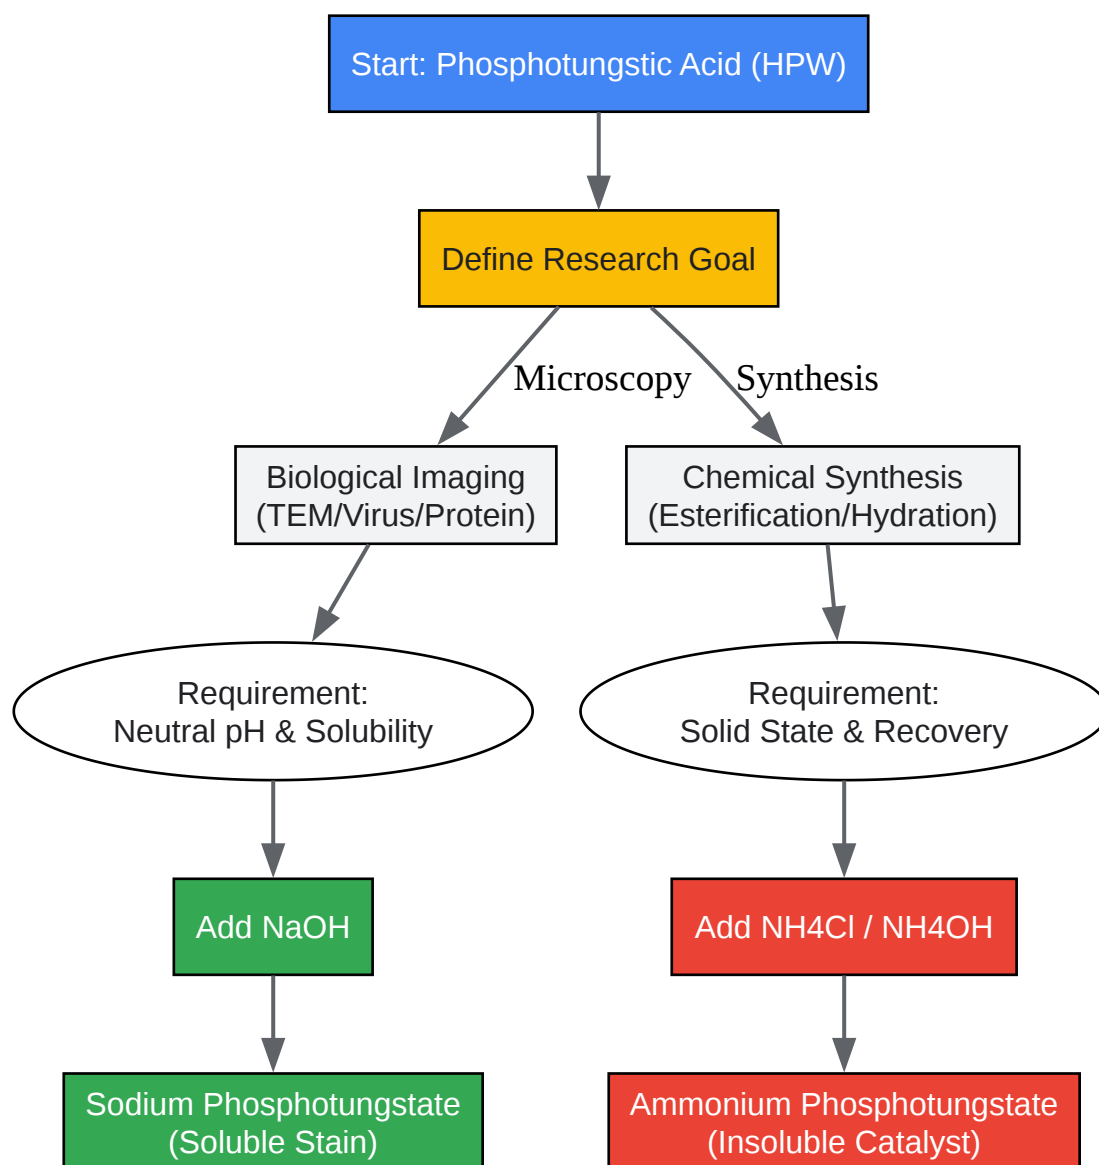 Start: Phosphotungstic Acid (HPW)
Define Research Goal
Microscopy
Synthesis
Biological Imaging
(TEM/Virus/Protein)
Chemical Synthesis
(Esterification/Hydration)
Requirement:
Neutral pH & Solubility
Requirement:
Solid State & Recovery
Add NaOH
Add NH4Cl / NH4OH
Sodium Phosphotungstate
(Soluble Stain)
Ammonium Phosphotungstate
(Insoluble Catalyst)